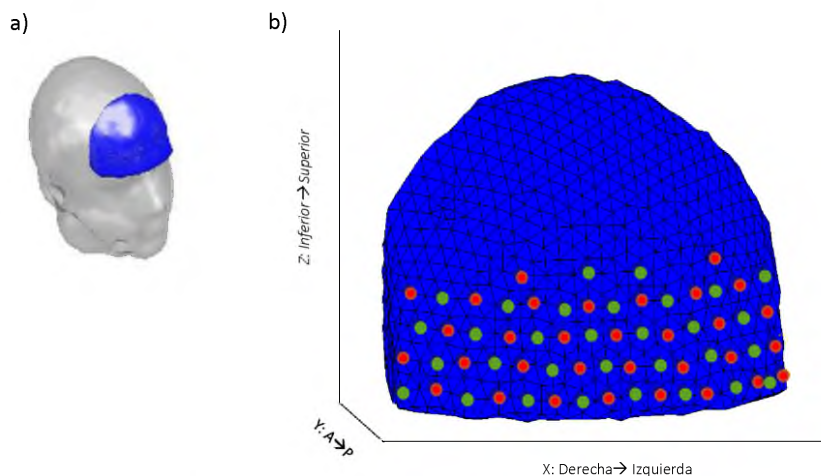 a)
b)
Z: Inferior→Superior
Y: A→P
X: Derecha→ Izquierda